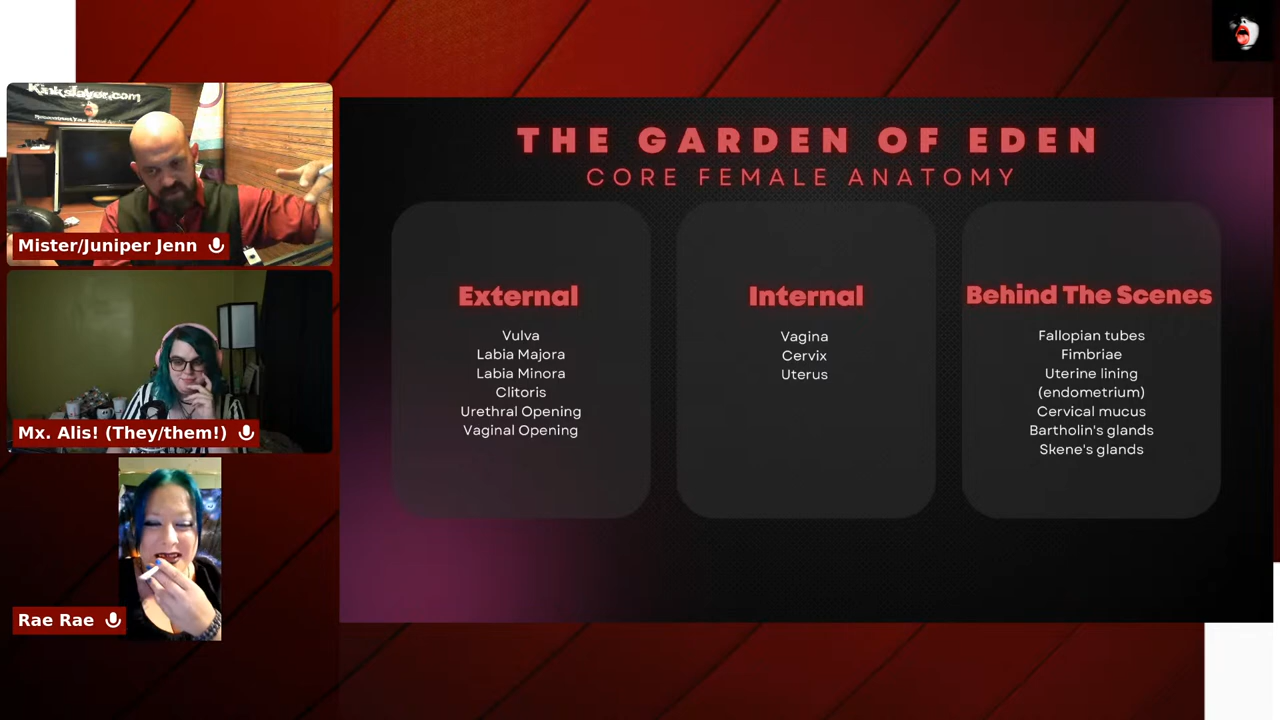 Mister/Juniper Jenn
Mx. Alis! (They/them!)
Rae Rae
THE GARDEN OF EDEN
CORE FEMALE ANATOMY
External
Vulva
Labia Majora
Labia Minora
Clitoris
Urethral Opening
Vaginal Opening
Internal
Vagina
Cervix
Uterus
Behind The Scenes
Fallopian tubes
Fimbriae
Uterine lining
(endometrium)
Cervical mucus
Bartholin's glands
Skene's glands